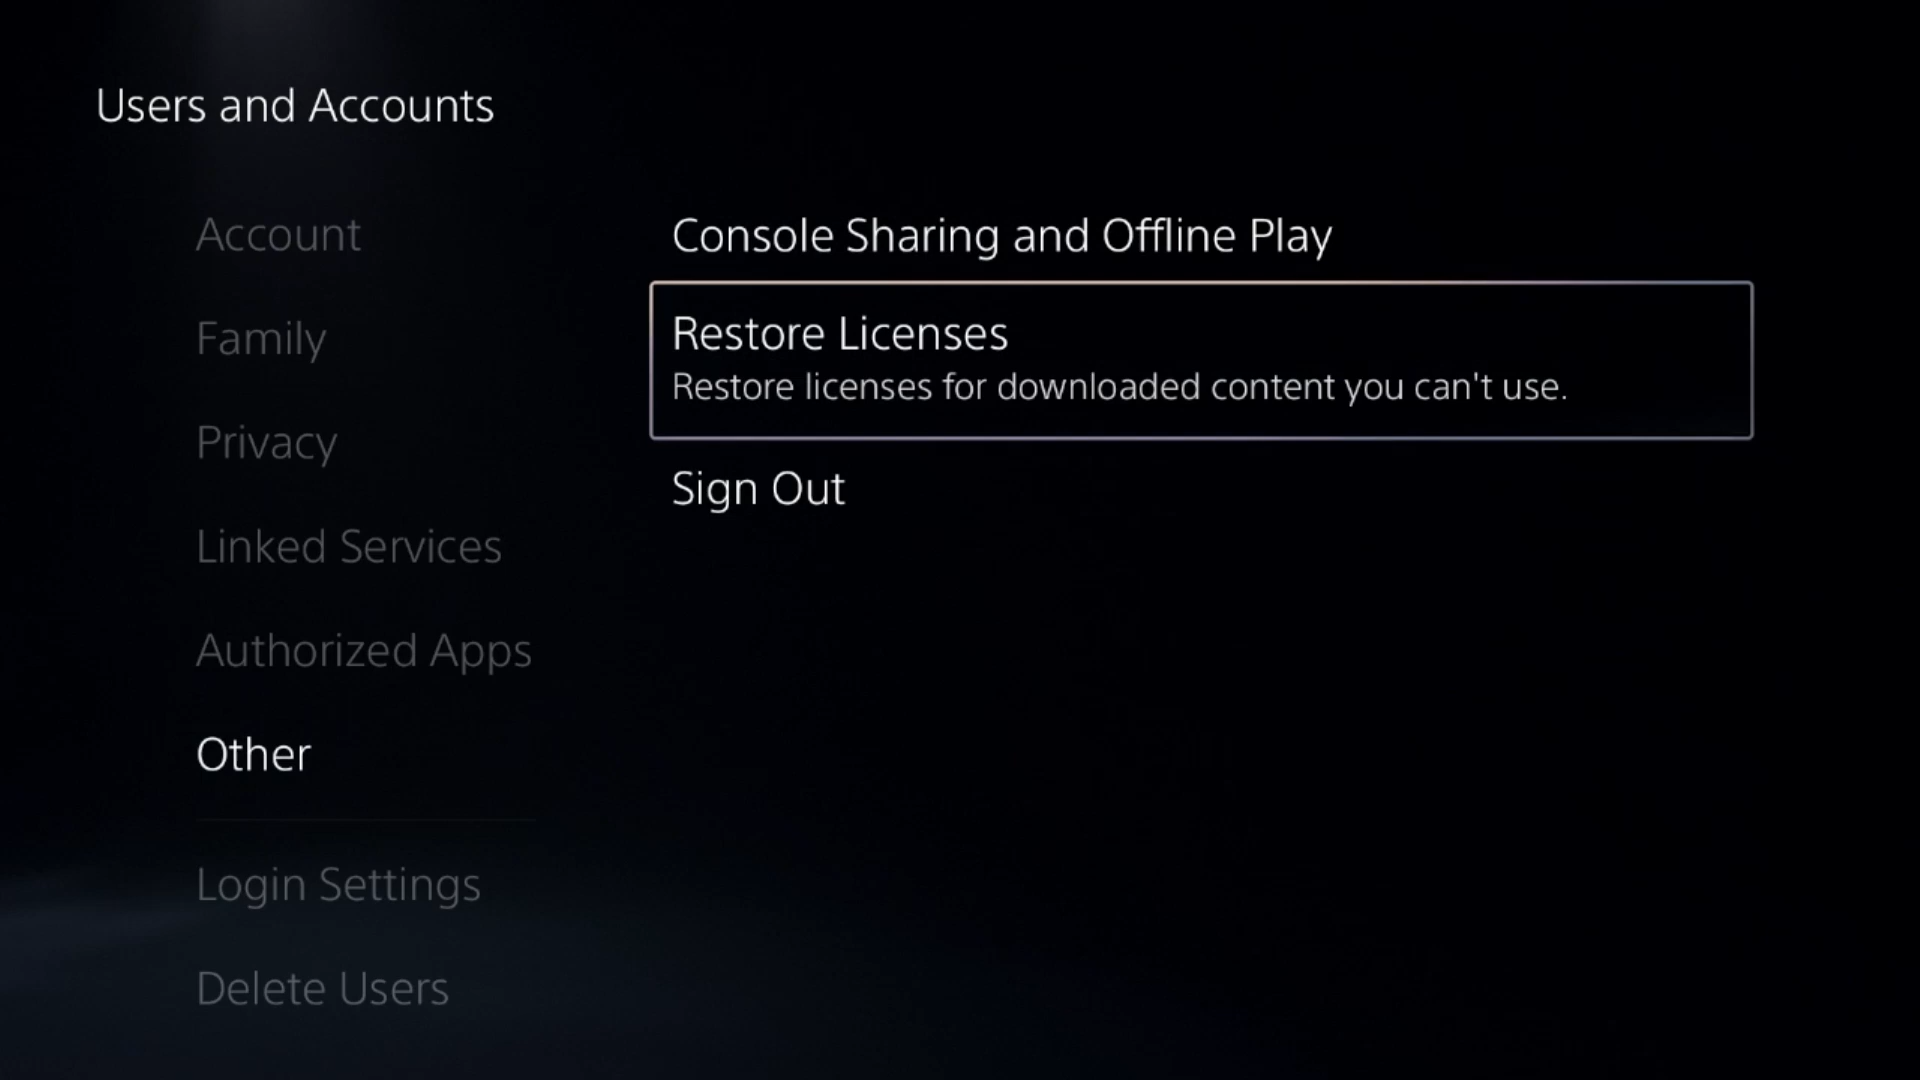 Users and Accounts
Account
Family
Privacy
Linked Services
Authorized Apps
Other
Login Settings
Delete Users
Console Sharing and Offline Play
Restore Licenses
Restore licenses for downloaded content you can't use.
Sign Out